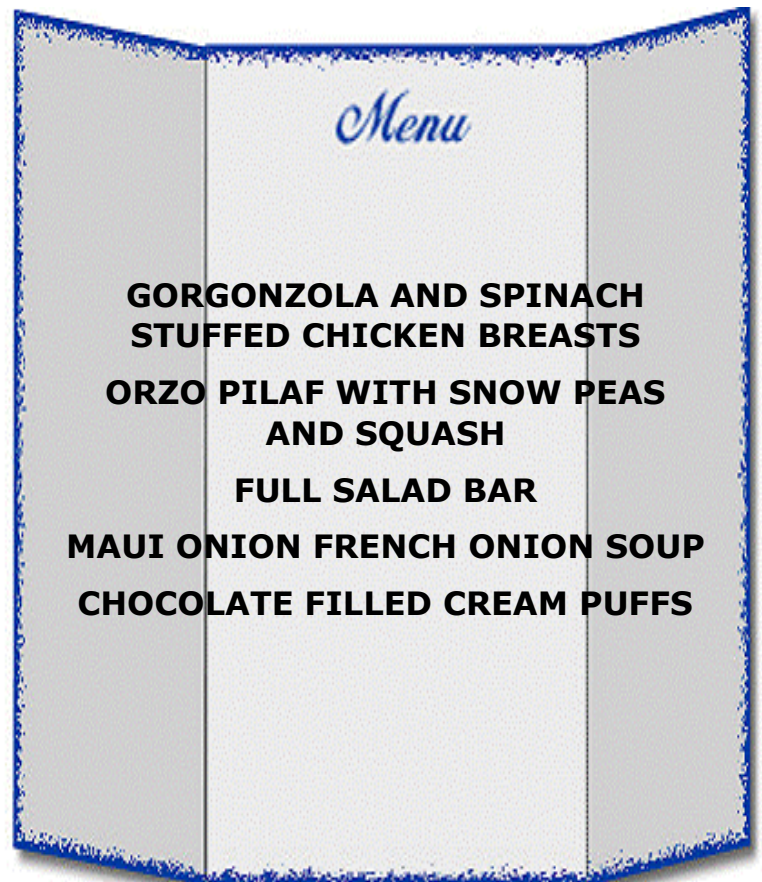 Menu
GORGONZOLA AND SPINACH
STUFFED CHICKEN BREASTS
ORZO PILAF WITH SNOW PEAS
AND SQUASH
FULL SALAD BAR
MAUI ONION FRENCH ONION SOUP
CHOCOLATE FILLED CREAM PUFFS